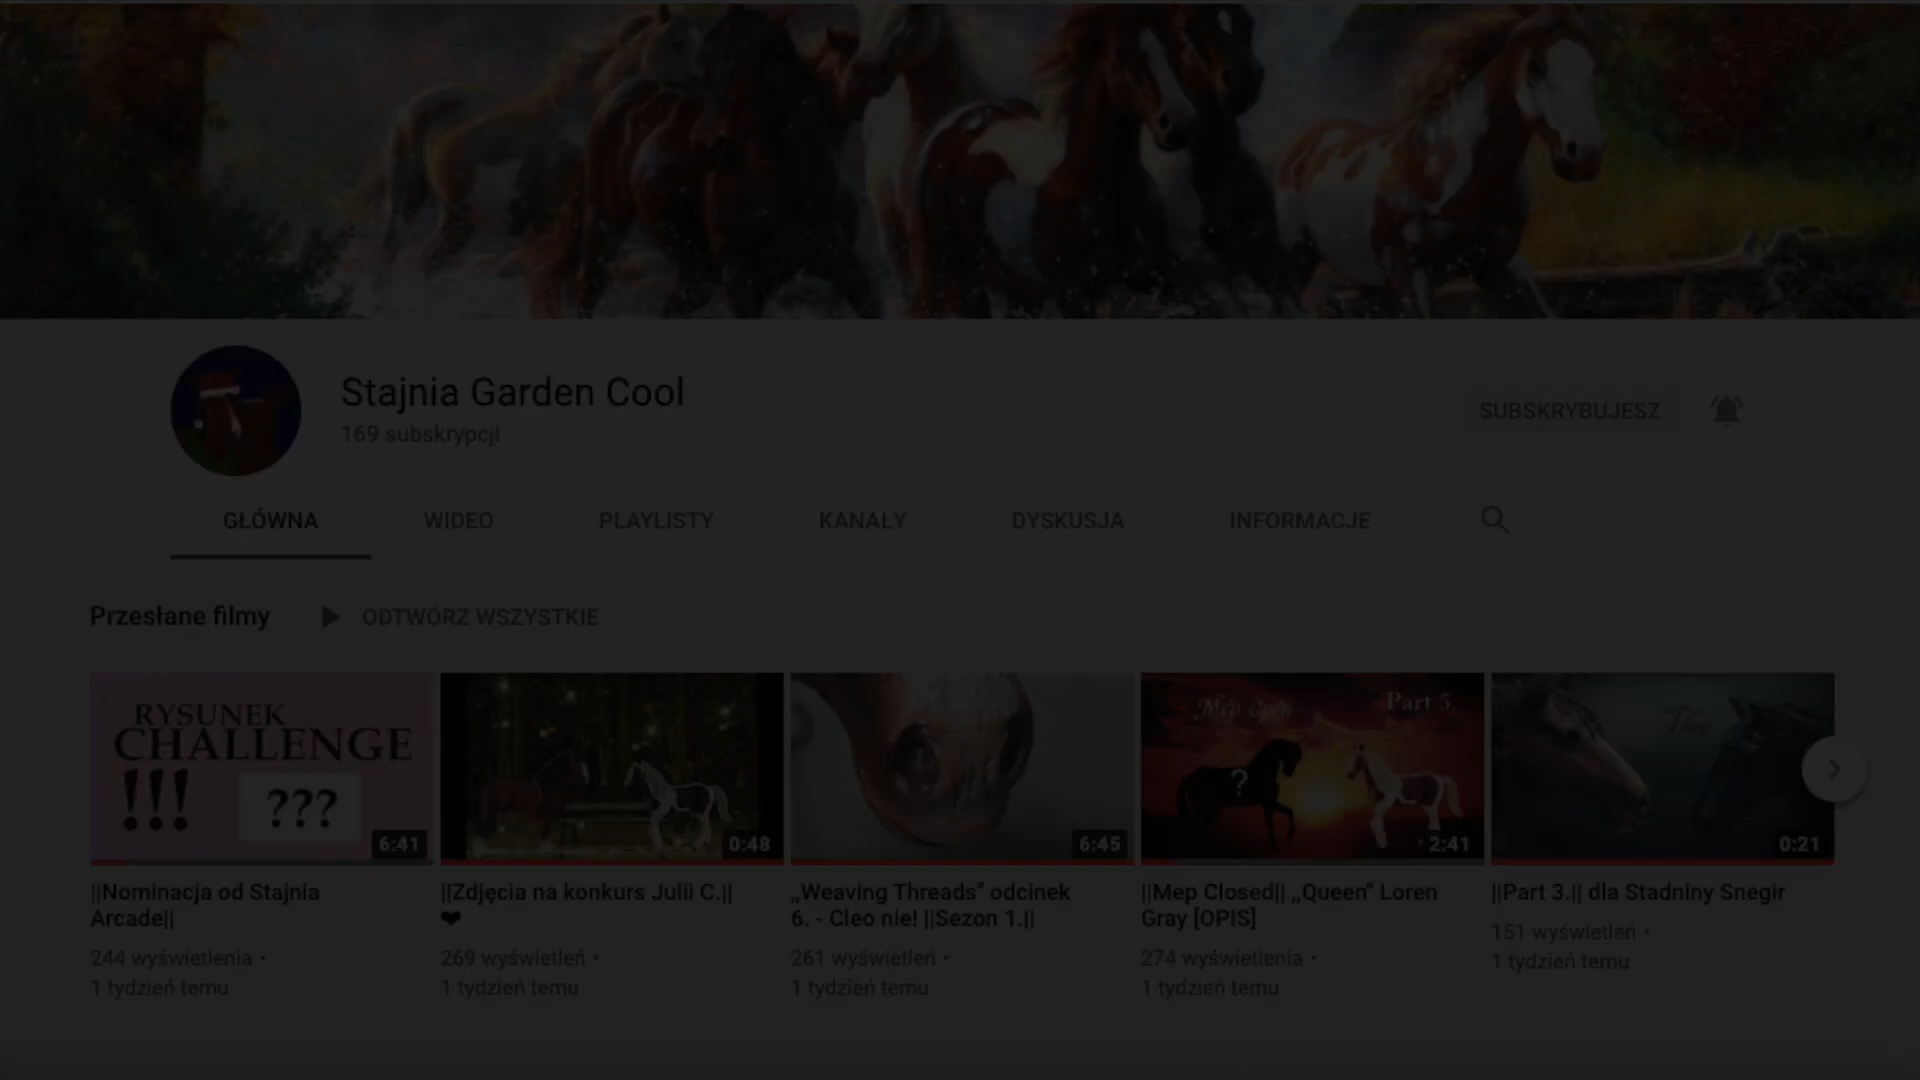 Stajnia Garden Cool
169 subskrypcji
SUBSKRYBUJESZ
GŁÓWNA
WIDEO
PLAYLISTY
KANAŁY
DYSKUSJA
INFORMACJE
Przesłane filmy
ODTWÓRZ WSZYSTKIE
RYSUNEK
CHALLENGE
!!!
???
6:41
||Nominacja od Stajnia
Arcade||
244 wyświetlenia •
1 tydzień temu
0:48
||Zdjęcia na konkurs Julii C.||
❤
269 wyświetleń •
1 tydzień temu
6:45
„Weaving Threads" odcinek
6. - Cleo nie! ||Sezon 1.||
261 wyświetleń •
1 tydzień temu
Mep Open
Part 5.
?
2:41
||Mep Closed|| „Queen" Loren
Gray [OPIS]
274 wyświetlenia •
1 tydzień temu
0:21
||Part 3.|| dla Stadniny Snegir
151 wyświetleń •
1 tydzień temu